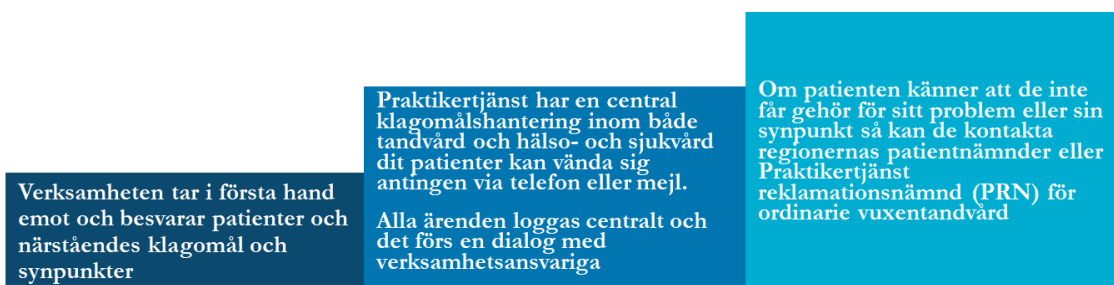 Verksamheten tar i första hand
emot och besvarar patienter och
närståendes klagomål och
synpunkter
Praktikertjänst har en central
klagomålshantering inom både
tandvård och hälso- och sjukvård
dit patienter kan vända sig
antingen via telefon eller mejl.
Alla ärenden loggas centralt och
det förs en dialog med
verksamhetsansvariga
Om patienten känner att de inte
får gehör för sitt problem eller sin
synpunkt så kan de kontakta
regionernas patientnämnder eller
Praktikertjänst
reklamationsnämnd (PRN) för
ordinarie vuxentandvård